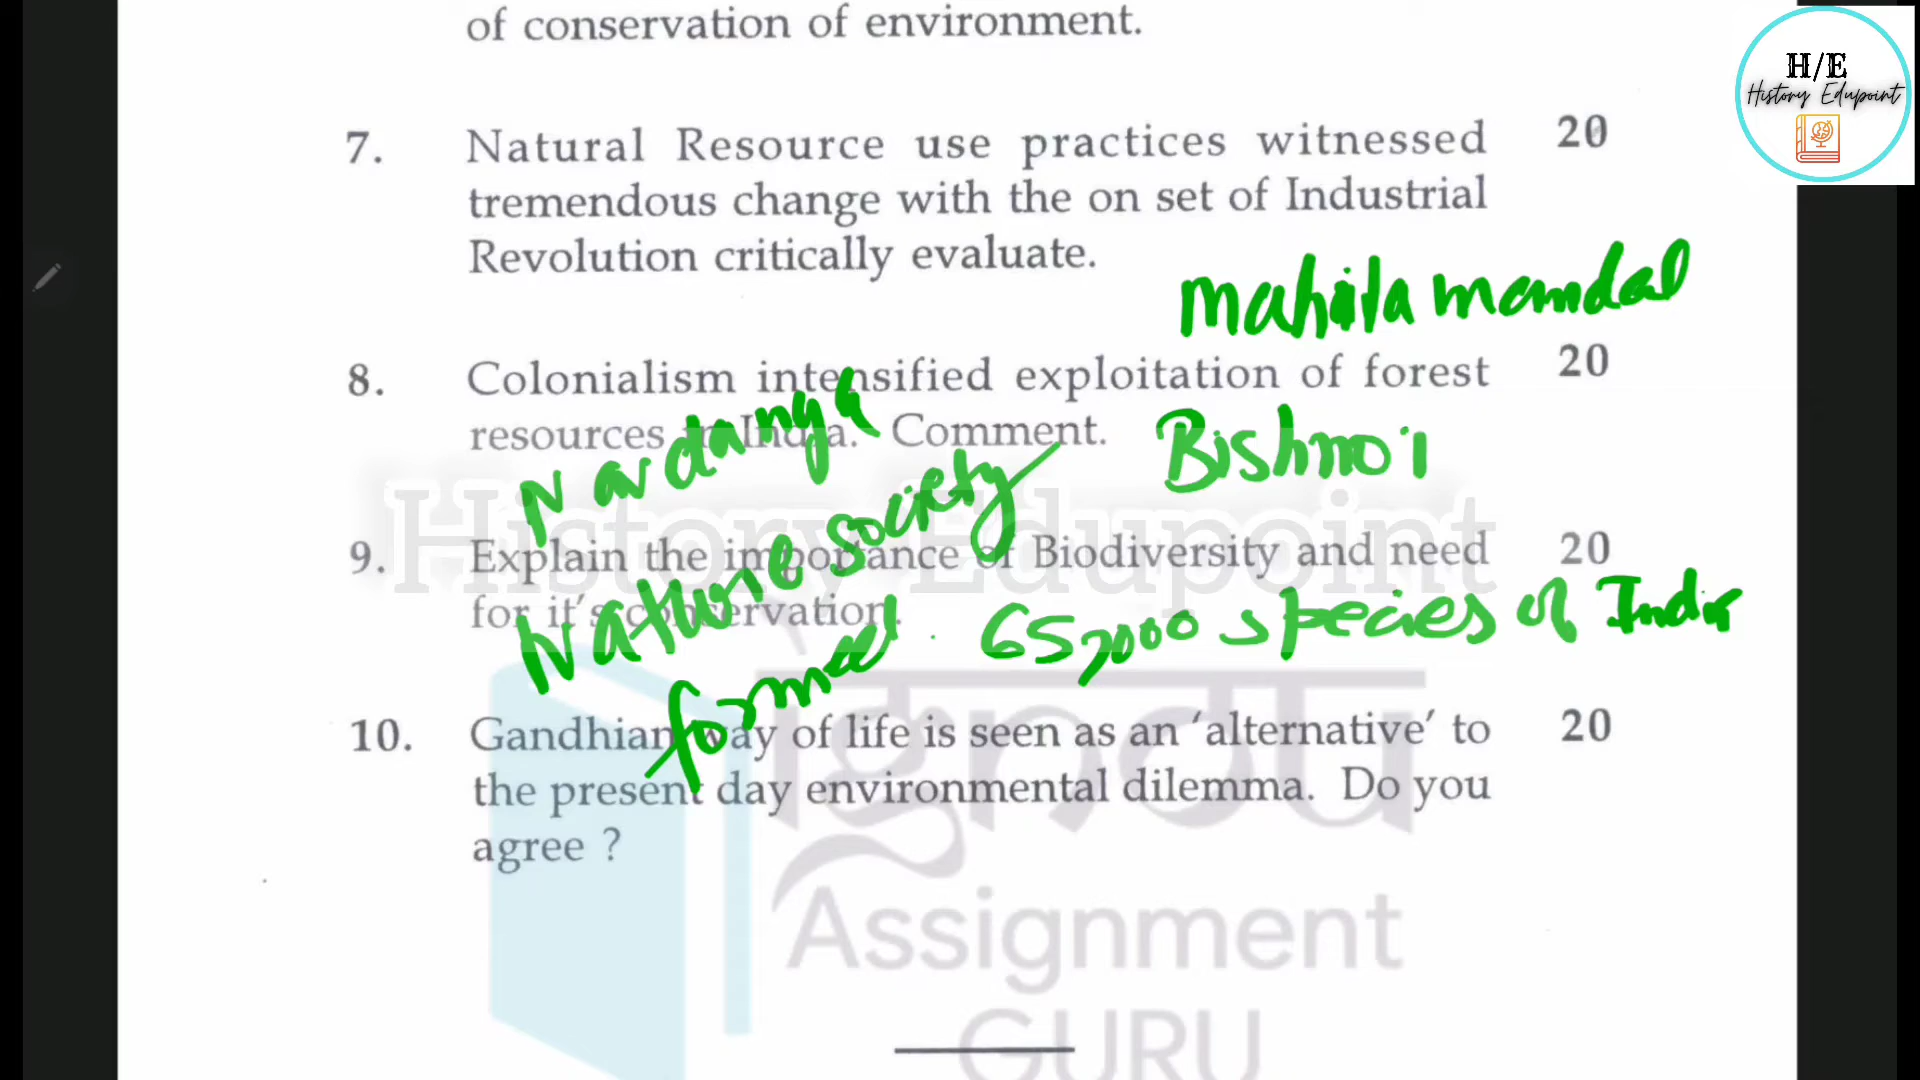 of conservation of environment.
H/E
History Edupoint
7. Natural Resource use practices witnessed 20
tremendous change with the on set of Industrial
Revolution critically evaluate.
Mahila mandal
8. Colonialism intensified exploitation of forest 20
resources in India. Comment.
Navdanya
Bishnoi
History Edupoint
9. Explain the importance of Biodiversity and need 20
for it's conservation.
Nature society
formed
65,000 species of India
10. Gandhian way of life is seen as an 'alternative' to 20
the present day environmental dilemma. Do you
agree ?
ignou
Assignment
GURU